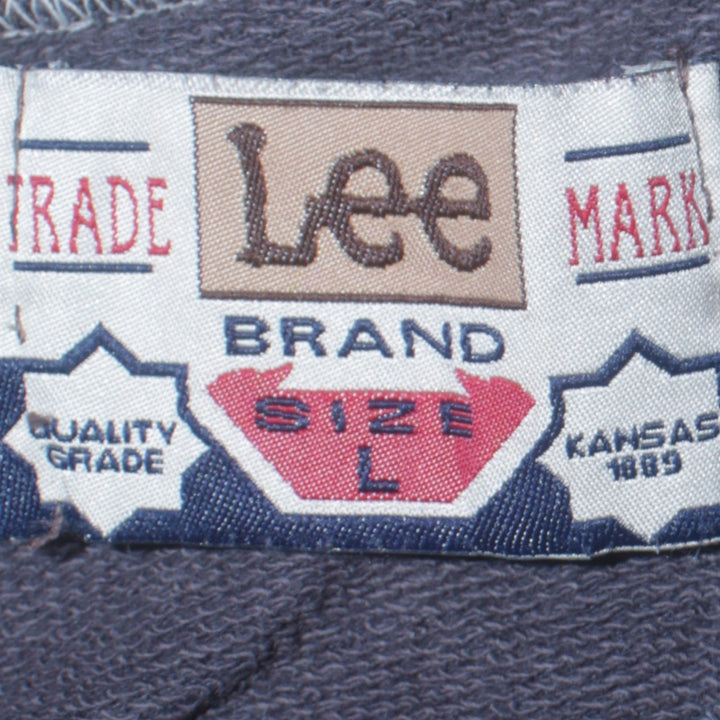 TRADE
Lee
MARK
BRAND
SIZE
L
QUALITY
GRADE
KANSAS
1889